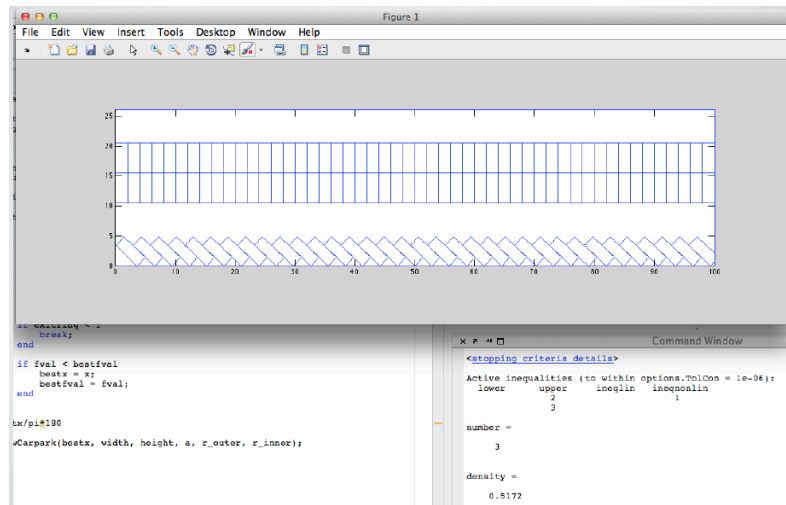 Figure 1
File Edit View Insert Tools Desktop Window Help
25
20
15
10
5
0
0 10 20 30 40 50 60 70 80 90 100
break;
end
if fval < bestfval
bestx = x;
bestfval = fval;
end
tx/pi*180
wCarpark(bestx, width, height, a, r_outer, r_inner);
Command Window
<stopping criteria details>
Active inequalities (to within options.TolCon = 1e-06):
lower upper ineqlin ineqnonlin
2 1
3
number =
3
density =
0.5172